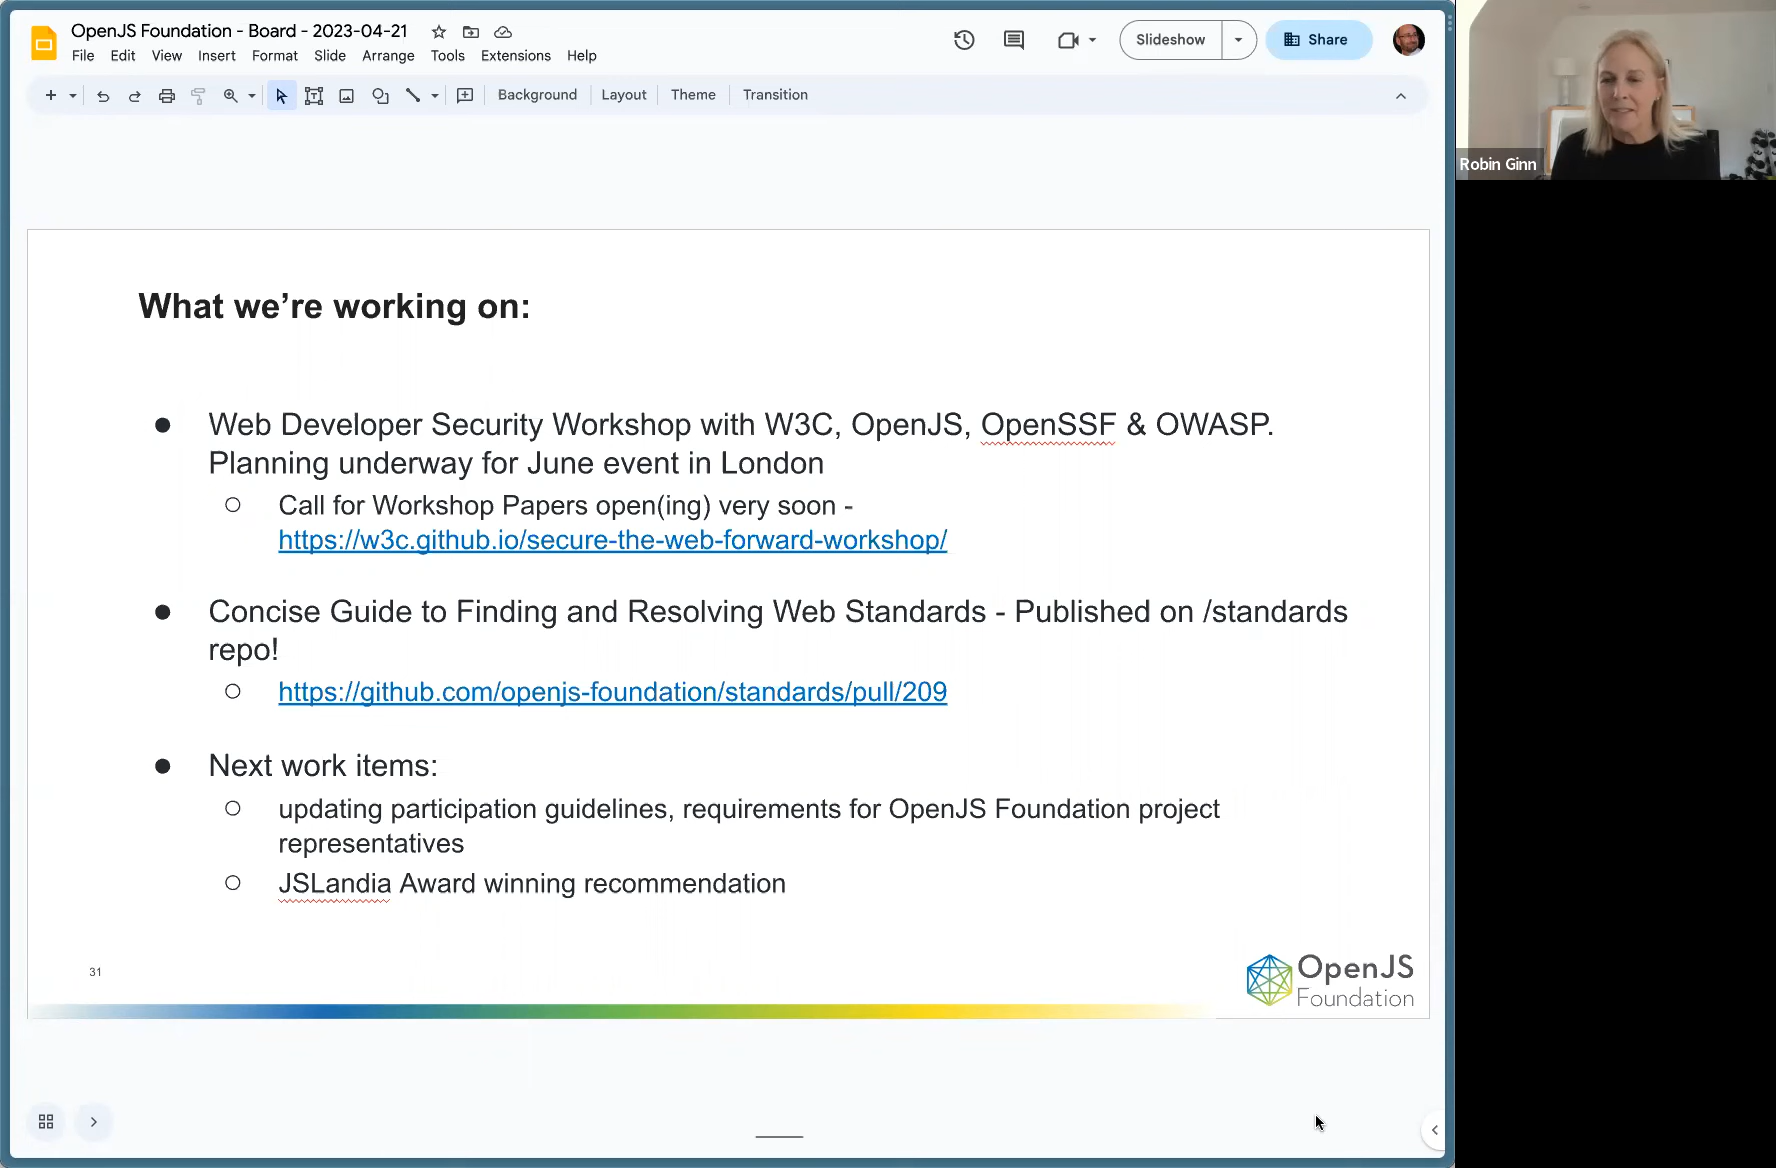 OpenJS Foundation - Board - 2023-04-21
File Edit View Insert Format Slide Arrange Tools Extensions Help
Slideshow
Share
Background Layout Theme Transition
Robin Ginn
What we’re working on:
● Web Developer Security Workshop with W3C, OpenJS, OpenSSF & OWASP.
Planning underway for June event in London
○ Call for Workshop Papers open(ing) very soon -
https://w3c.github.io/secure-the-web-forward-workshop/
● Concise Guide to Finding and Resolving Web Standards - Published on /standards
repo!
○ https://github.com/openjs-foundation/standards/pull/209
● Next work items:
○ updating participation guidelines, requirements for OpenJS Foundation project
representatives
○ JSLandia Award winning recommendation
31
OpenJS
Foundation